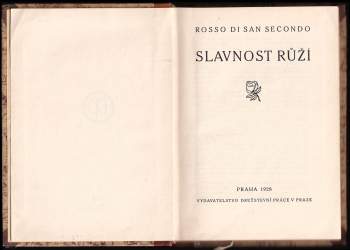 ROSSO DI SAN SECONDO
SLAVNOST RŮŽÍ
PRAHA 1928
VYDAVATELSTVO DRUŽSTEVNÍ PRÁCE V PRAZE